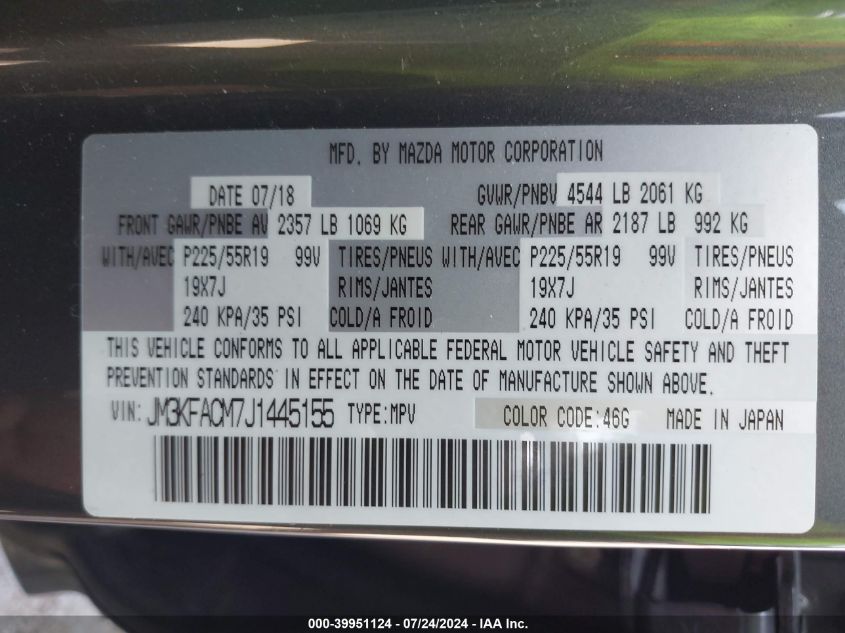 MFD. BY MAZDA MOTOR CORPORATION
DATE 07/18 GVWR/PNBV 4544 LB 2061 KG
FRONT GAWR/PNBE AV 2357 LB 1069 KG REAR GAWR/PNBE AR 2187 LB 992 KG
WITH/AVEC P225/55R19 99V TIRES/PNEUS WITH/AVEC P225/55R19 99V TIRES/PNEUS
19X7J RIMS/JANTES 19X7J RIMS/JANTES
240 KPA/35 PSI COLD/A FROID 240 KPA/35 PSI COLD/A FROID
THIS VEHICLE CONFORMS TO ALL APPLICABLE FEDERAL MOTOR VEHICLE SAFETY AND THEFT
PREVENTION STANDARDS IN EFFECT ON THE DATE OF MANUFACTURE SHOWN ABOVE.
VIN: JM3KFACM7J1445155 TYPE:MPV COLOR CODE:46G MADE IN JAPAN
000-39951124 - 07/24/2024 - IAA Inc.